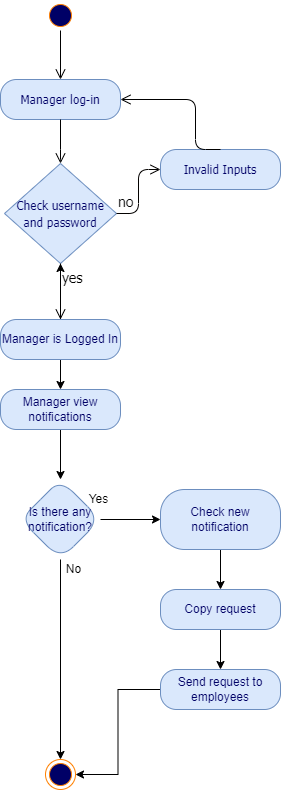 Manager log-in
Invalid Inputs
Check username
and password
no
yes
Manager is Logged In
Manager view
notifications
Is there any
notification?
Yes
Check new
notification
No
Copy request
Send request to
employees